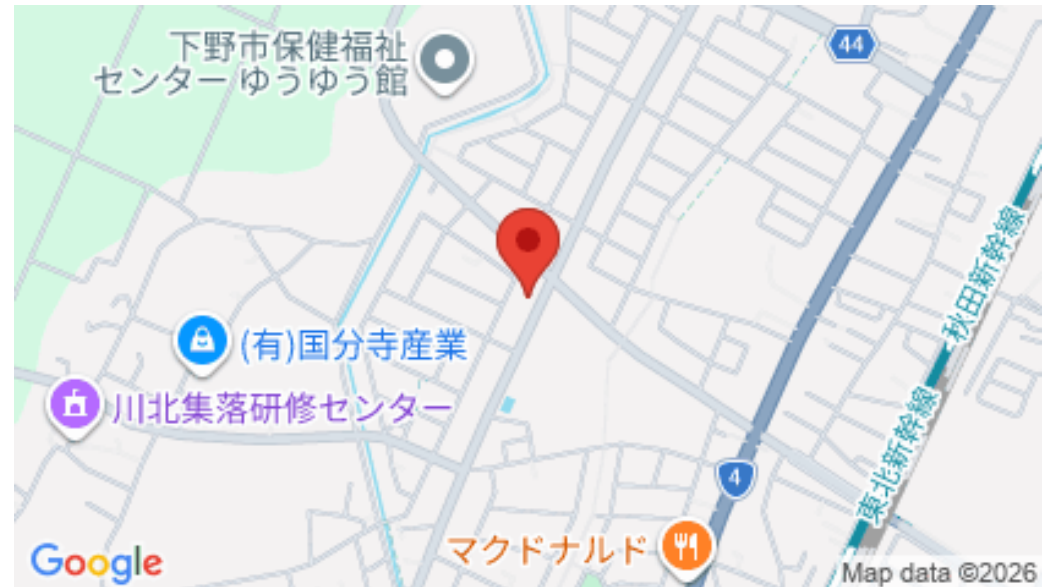 下野市保健福祉
センター ゆうゆう館
44
秋田新幹線
(有)国分寺産業
川北集落研修センター
4
東北新幹線
マクドナルド
Google
Map data ©2026